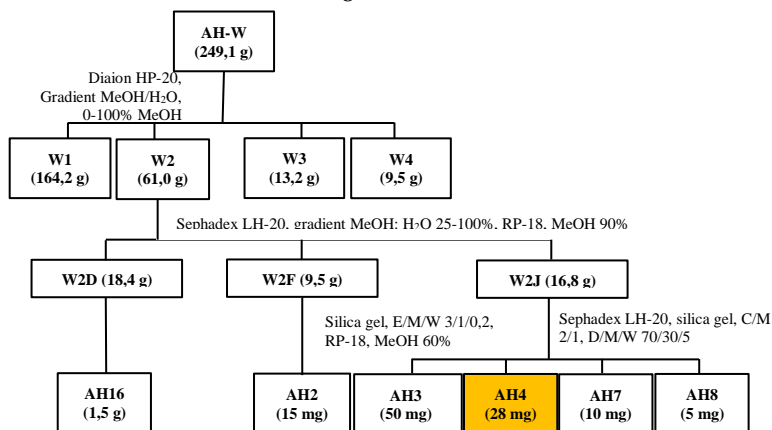 AH-W
(249,1 g)
Diaion HP-20,
Gradient MeOH/H₂O,
0-100% MeOH
W1
(164,2 g)
W2
(61,0 g)
W3
(13,2 g)
W4
(9,5 g)
Sephadex LH-20, gradient MeOH: H₂O 25-100%, RP-18, MeOH 90%
W2D (18,4 g)
W2F (9,5 g)
W2J (16,8 g)
Silica gel, E/M/W 3/1/0,2,
RP-18, MeOH 60%
Sephadex LH-20, silica gel, C/M
2/1, D/M/W 70/30/5
AH16
(1,5 g)
AH2
(15 mg)
AH3
(50 mg)
AH4
(28 mg)
AH7
(10 mg)
AH8
(5 mg)